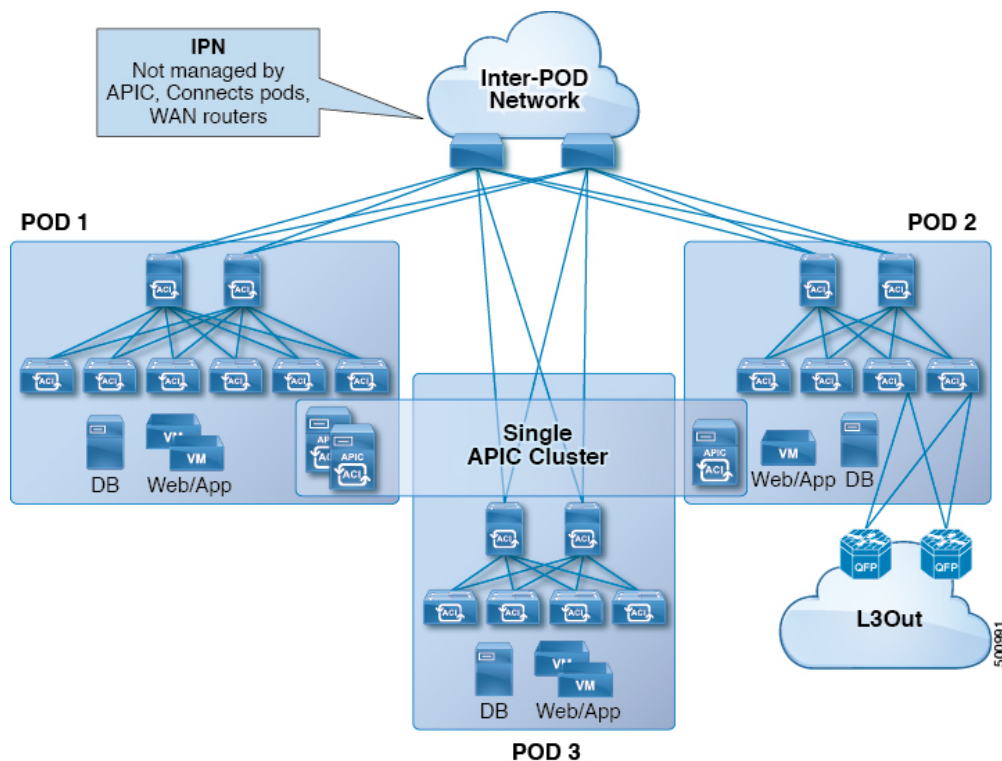 IPN
Not managed by
APIC, Connects pods,
WAN routers
Inter-POD
Network
POD 1
POD 2
ACI
ACI
ACI
ACI
ACI
ACI
ACI
ACI
ACI
ACI
ACI
ACI
ACI
ACI
VM
VM
DB
Web/App
AP
AC
APIC
ACI
Single
APIC Cluster
APIC
ACI
VM
Web/App
DB
ACI
ACI
ACI
ACI
ACI
ACI
VM
VM
DB
Web/App
POD 3
QFP
QFP
L3Out
500991